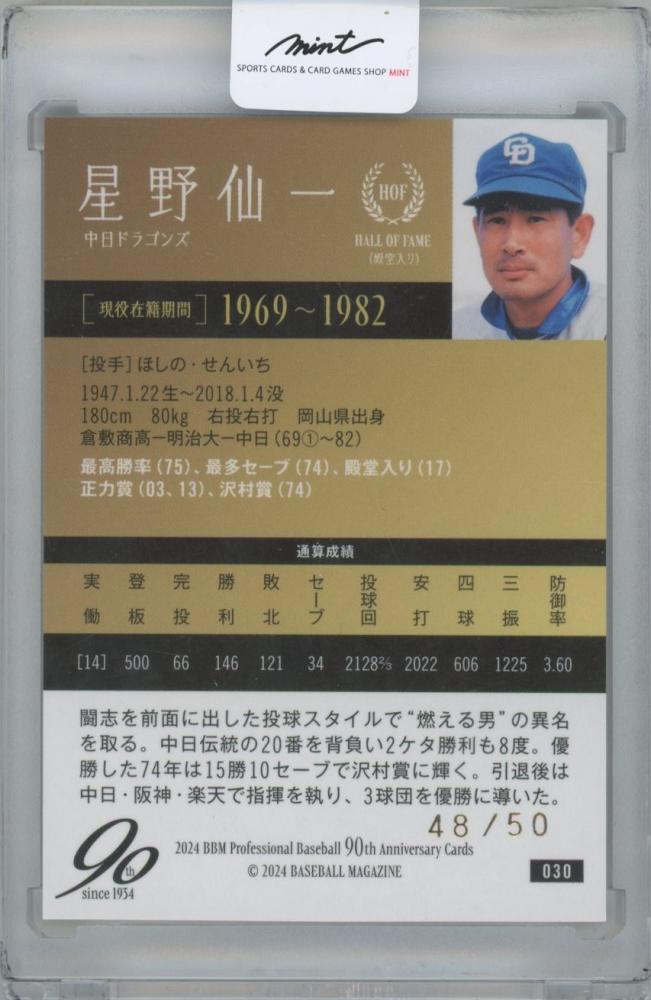 mint
SPORTS CARDS & CARD GAMES SHOP MINT
星野仙一
中日ドラゴンズ
HOF
HALL OF FAME
(殿堂入り)
CD
[現役在籍期間] 1969～1982
[投手]ほしの・せんいち
1947.1.22生～2018.1.4没
180cm 80kg 右投右打 岡山県出身
倉敷商高ー明治大ー中日(69①～82)
最高勝率(75)、最多セーブ(74)、殿堂入り(17)
正力賞(03、13)、沢村賞(74)
通算成績
実働 登板 完投 勝利 敗北 セーブ 投球回 安打 四球 三振 防御率
[14] 500 66 146 121 34 2128⅔ 2022 606 1225 3.60
闘志を前面に出した投球スタイルで“燃える男”の異名
を取る。中日伝統の20番を背負い2ケタ勝利も8度。優
勝した74年は15勝10セーブで沢村賞に輝く。引退後は
中日・阪神・楽天で指揮を執り、3球団を優勝に導いた。
48/50
90th
since 1934
2024 BBM Professional Baseball 90th Anniversary Cards
© 2024 BASEBALL MAGAZINE
030